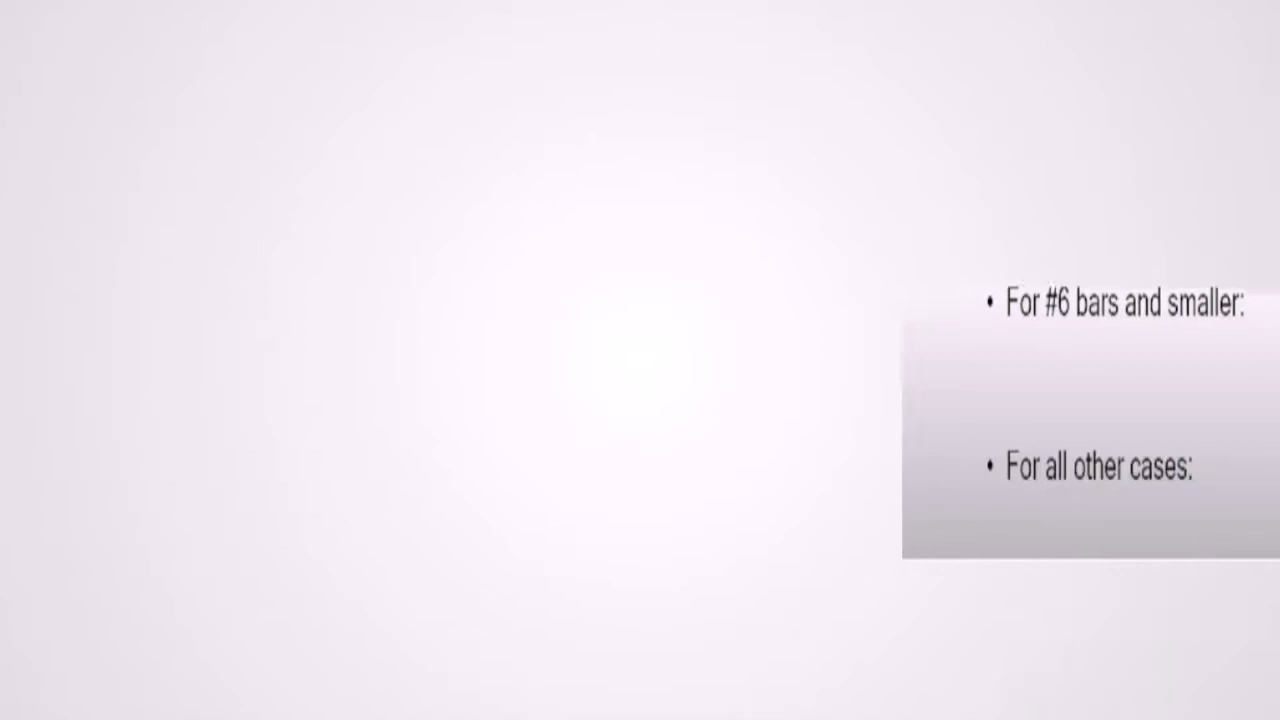 • For #6 bars and smaller:
• For all other cases: